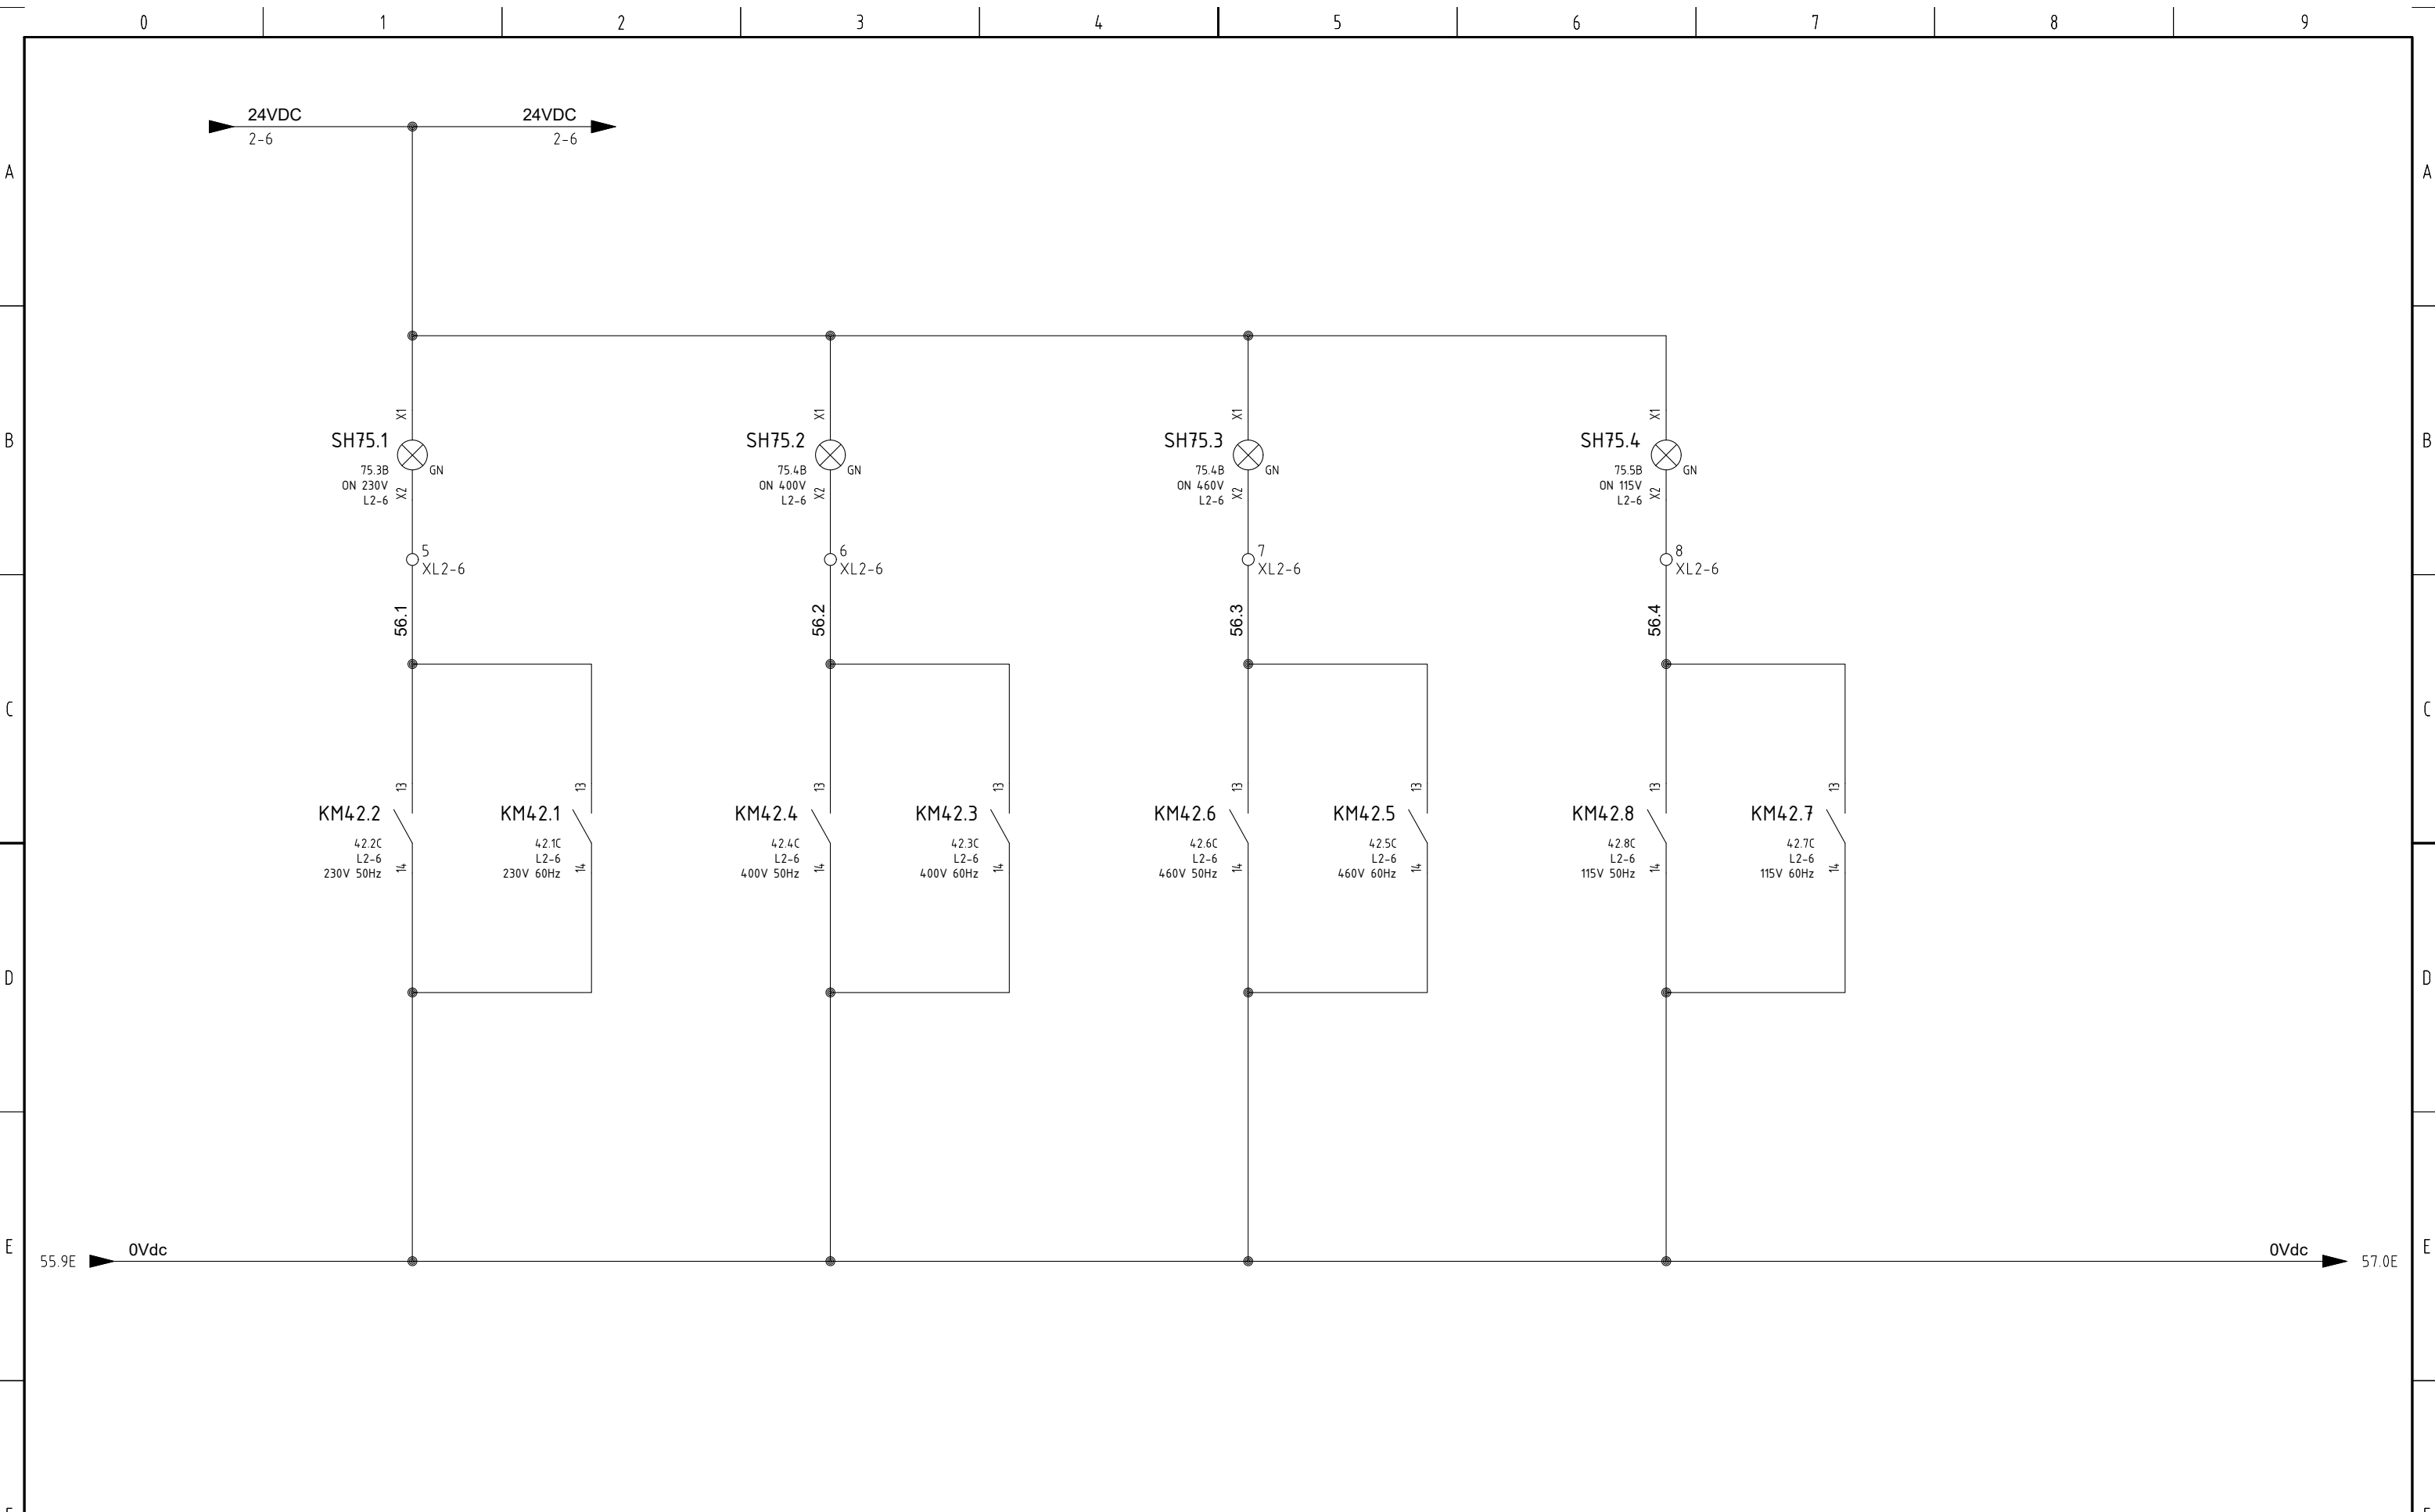 0 1 2 3 4 5 6 7 8 9
24VDC 24VDC
2-6 2-6
A A
X1 X1 X1 X1
B SH75.1 SH75.2 SH75.3 SH75.4 B
75.3B GN 75.4B GN 75.4B GN 75.5B GN
ON 230V ON 400V ON 460V ON 115V
X2 X2 X2 X2
L2-6 L2-6 L2-6 L2-6
5 6 7 8
XL2-6 XL2-6 XL2-6 XL2-6
56.1 56.2 56.3 56.4
C C
13 13 13 13 13 13 13 13
KM42.2 KM42.1 KM42.4 KM42.3 KM42.6 KM42.5 KM42.8 KM42.7
42.2C 42.1C 42.4C 42.3C 42.6C 42.5C 42.8C 42.7C
L2-6 L2-6 L2-6 L2-6 L2-6 L2-6 L2-6 L2-6
14 14 14 14 14 14 14 14
230V 50Hz 230V 60Hz 400V 50Hz 400V 60Hz 460V 50Hz 460V 60Hz 115V 50Hz 115V 60Hz
D D
E 0Vdc 0Vdc E
55.9E 57.0E